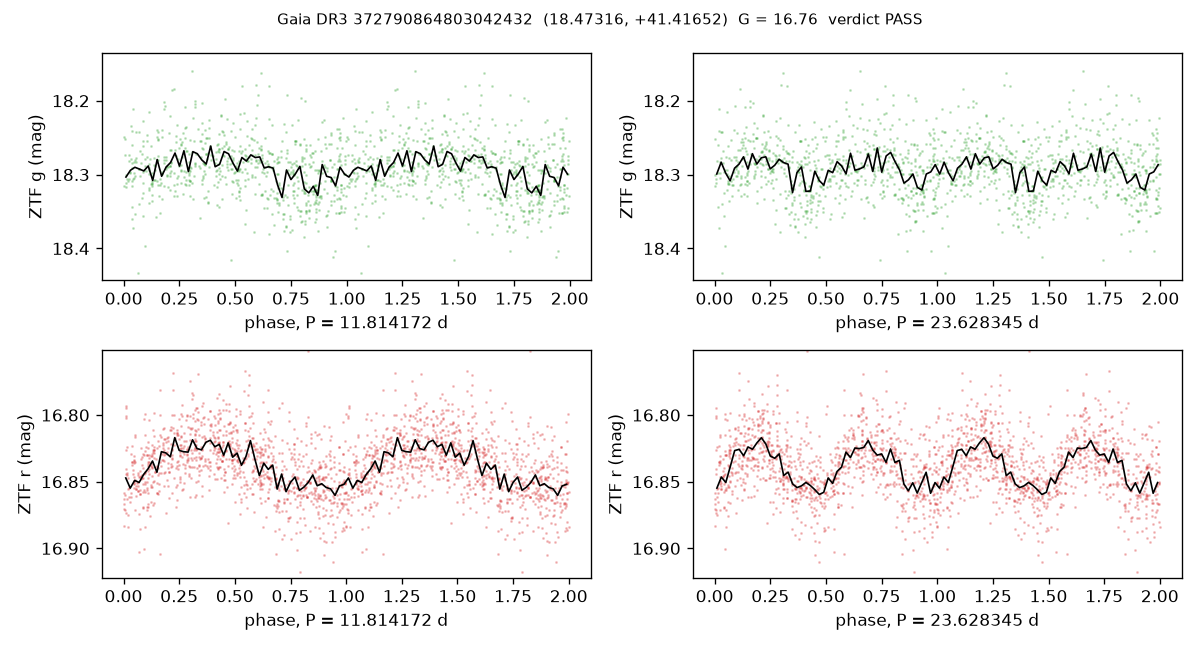 Gaia DR3 372790864803042432 (18.47316, +41.41652) G = 16.76 verdict PASS
ZTF g (mag)
18.2
18.3
18.4
0.00 0.25 0.50 0.75 1.00 1.25 1.50 1.75 2.00
phase, P = 11.814172 d
ZTF g (mag)
18.2
18.3
18.4
0.00 0.25 0.50 0.75 1.00 1.25 1.50 1.75 2.00
phase, P = 23.628345 d
ZTF r (mag)
16.80
16.85
16.90
0.00 0.25 0.50 0.75 1.00 1.25 1.50 1.75 2.00
phase, P = 11.814172 d
ZTF r (mag)
16.80
16.85
16.90
0.00 0.25 0.50 0.75 1.00 1.25 1.50 1.75 2.00
phase, P = 23.628345 d